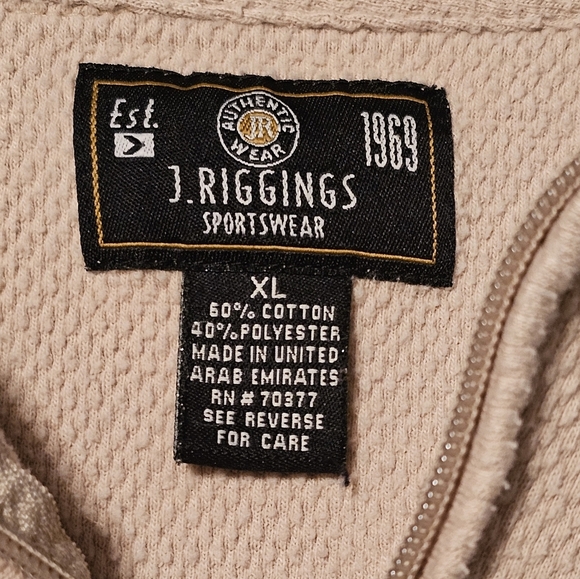 Est. 1969
AUTHENTIC
JR
WEAR
J.RIGGINGS
SPORTSWEAR
XL
60% COTTON
40% POLYESTER
MADE IN UNITED
ARAB EMIRATES
RN # 70377
SEE REVERSE
FOR CARE